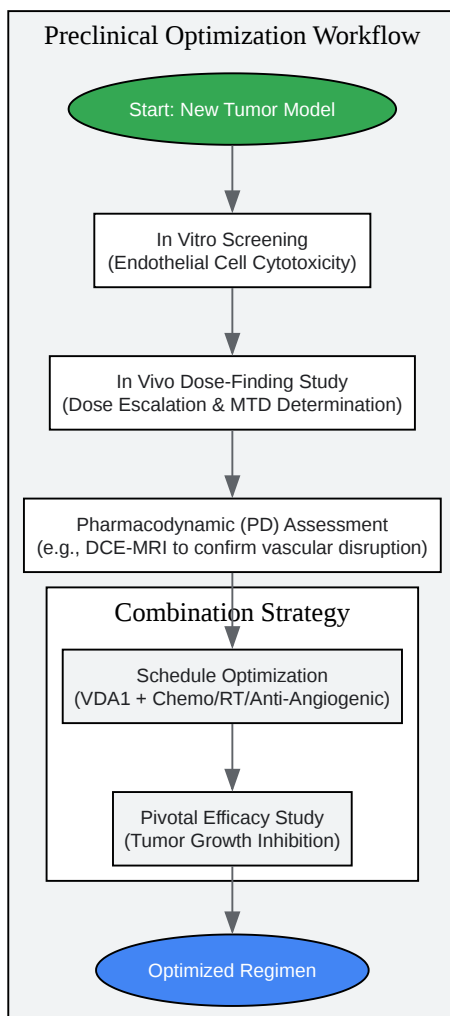 Preclinical Optimization Workflow
Start: New Tumor Model
In Vitro Screening
(Endothelial Cell Cytotoxicity)
In Vivo Dose-Finding Study
(Dose Escalation & MTD Determination)
Pharmacodynamic (PD) Assessment
(e.g., DCE-MRI to confirm vascular disruption)
Combination Strategy
Schedule Optimization
(VDA1 + Chemo/RT/Anti-Angiogenic)
Pivotal Efficacy Study
(Tumor Growth Inhibition)
Optimized Regimen